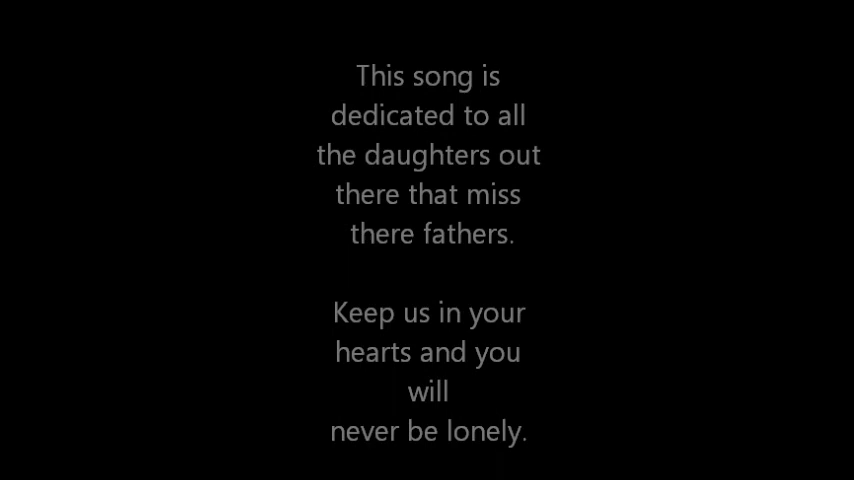 This song is
dedicated to all
the daughters out
there that miss
there fathers.
Keep us in your
hearts and you
will
never be lonely.